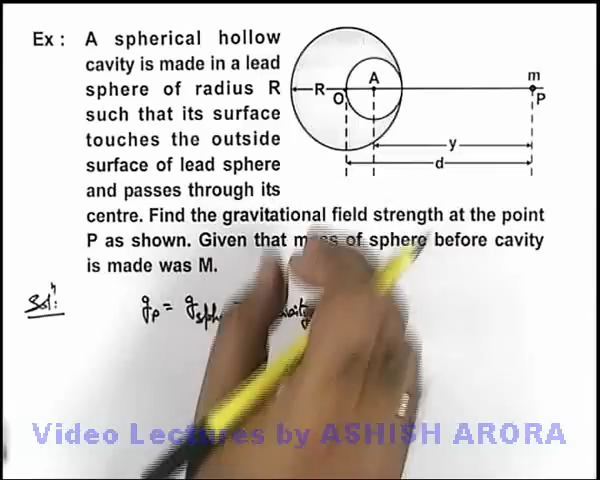 Ex : A spherical hollow
cavity is made in a lead
sphere of radius R
such that its surface
touches the outside
surface of lead sphere
and passes through its
centre. Find the gravitational field strength at the point
P as shown. Given that of sphere before cavity
is made was M.
R
O
A
m
P
y
d
Solⁿ:
g_P = g_sph
Video Lectures by ASHISH ARORA